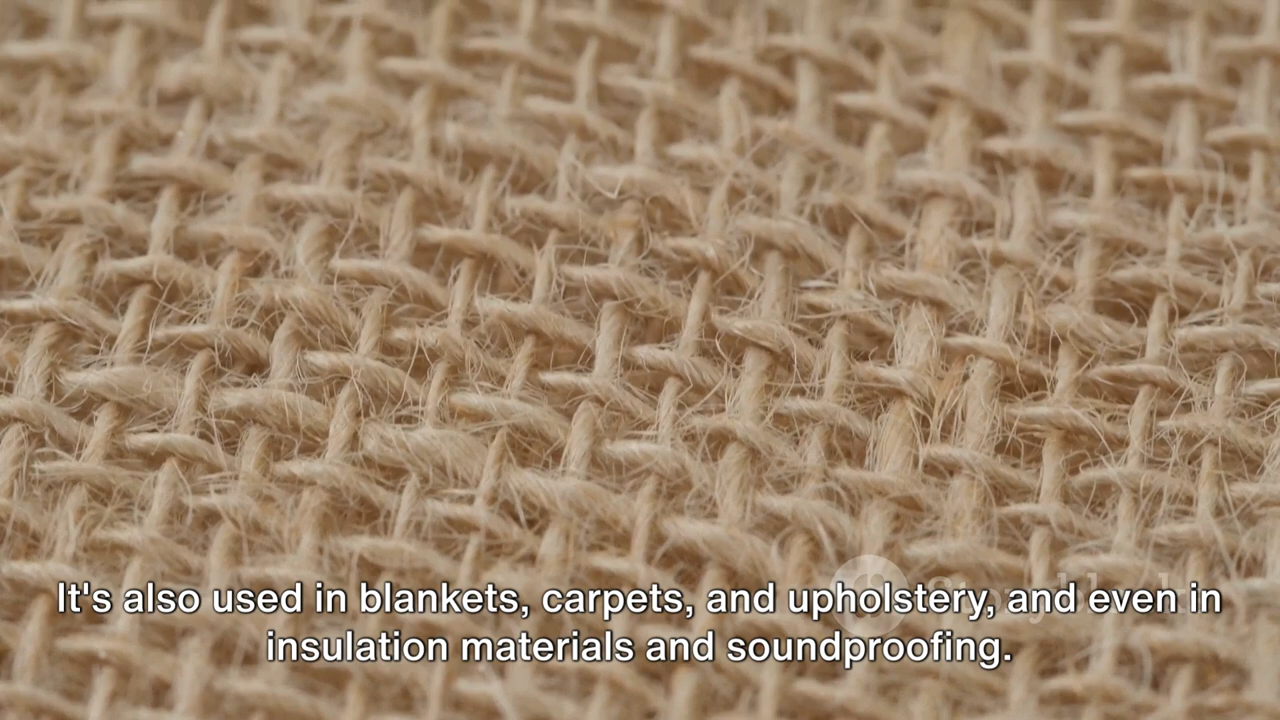 It's also used in blankets, carpets, and upholstery, and even in
insulation materials and soundproofing.